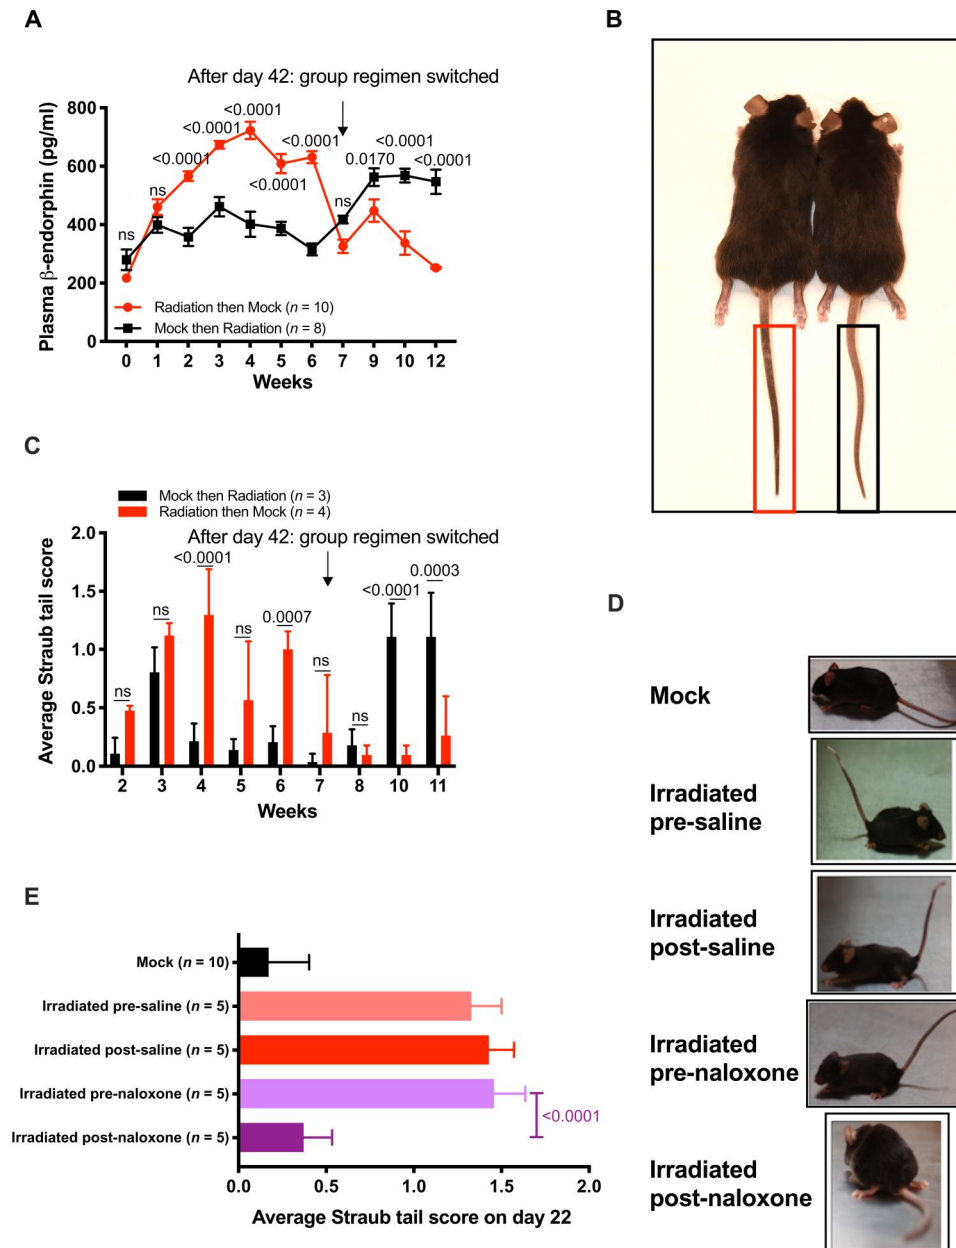 A
After day 42: group regimen switched
Plasma β-endorphin (pg/ml)
800
600
400
200
0
ns
ns
<0.0001
<0.0001
<0.0001
<0.0001
<0.0001
ns
0.0170
<0.0001
<0.0001
Radiation then Mock (n = 10)
Mock then Radiation (n = 8)
0 1 2 3 4 5 6 7 9 10 12
Weeks
B
C
Mock then Radiation (n = 3)
Radiation then Mock (n = 4)
After day 42: group regimen switched
Average Straub tail score
2.0
1.5
1.0
0.5
0.0
ns
ns
<0.0001
ns
0.0007
ns
ns
<0.0001
0.0003
2 3 4 5 6 7 8 10 11
Weeks
D
Mock
Irradiated
pre-saline
Irradiated
post-saline
Irradiated
pre-naloxone
Irradiated
post-naloxone
E
Mock (n = 10)
Irradiated pre-saline (n = 5)
Irradiated post-saline (n = 5)
Irradiated pre-naloxone (n = 5)
Irradiated post-naloxone (n = 5)
<0.0001
0.0 0.5 1.0 1.5 2.0
Average Straub tail score on day 22